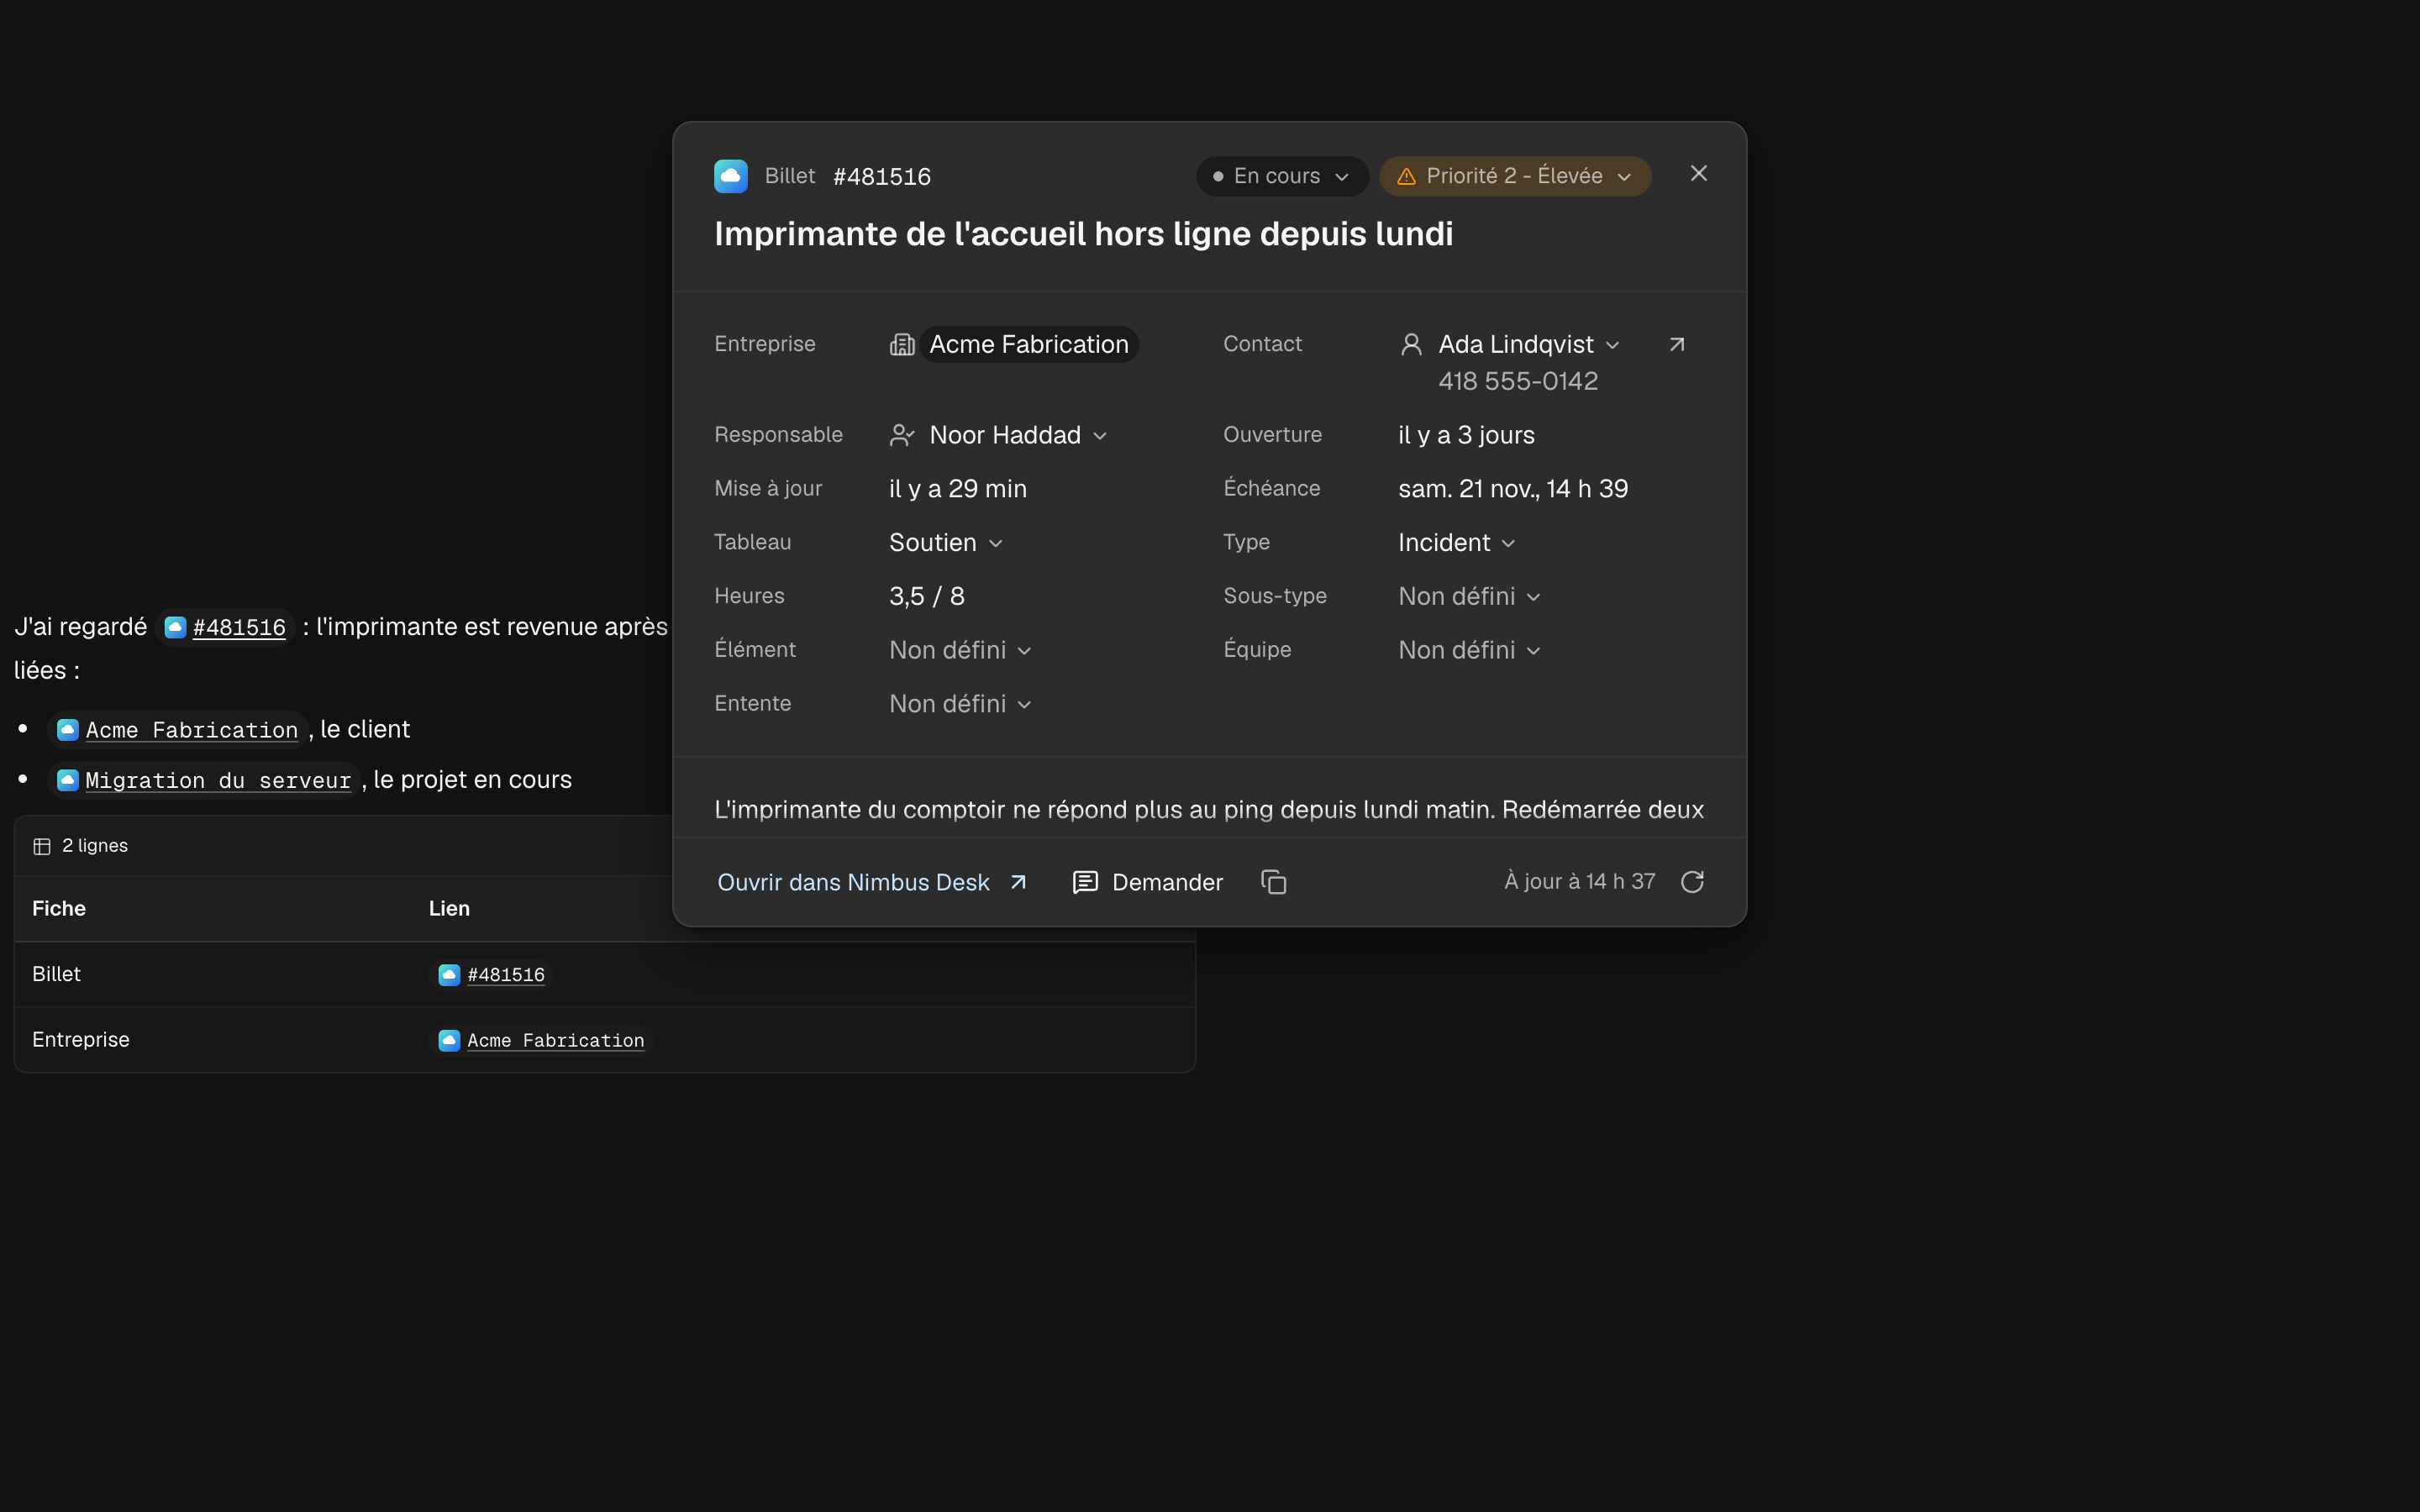 Billet #481516 En cours Priorité 2 - Élevée
Imprimante de l'accueil hors ligne depuis lundi
Entreprise Acme Fabrication Contact Ada Lindqvist
418 555-0142
Responsable Noor Haddad Ouverture il y a 3 jours
Mise à jour il y a 29 min Échéance sam. 21 nov., 14 h 39
Tableau Soutien Type Incident
Heures 3,5 / 8 Sous-type Non défini
Élément Non défini Équipe Non défini
Entente Non défini
L'imprimante du comptoir ne répond plus au ping depuis lundi matin. Redémarrée deux
Ouvrir dans Nimbus Desk Demander À jour à 14 h 37
J'ai regardé #481516 : l'imprimante est revenue après
liées :
• Acme Fabrication, le client
• Migration du serveur, le projet en cours
2 lignes
Fiche Lien
Billet #481516
Entreprise Acme Fabrication